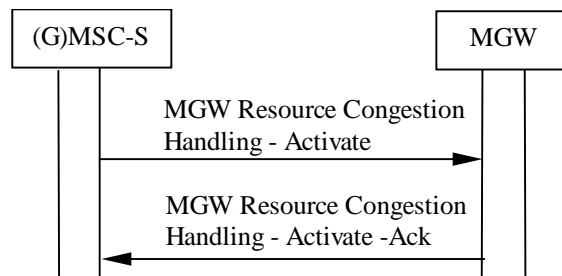 (G)MSC-S
MGW
MGW Resource Congestion
Handling - Activate
MGW Resource Congestion
Handling - Activate -Ack